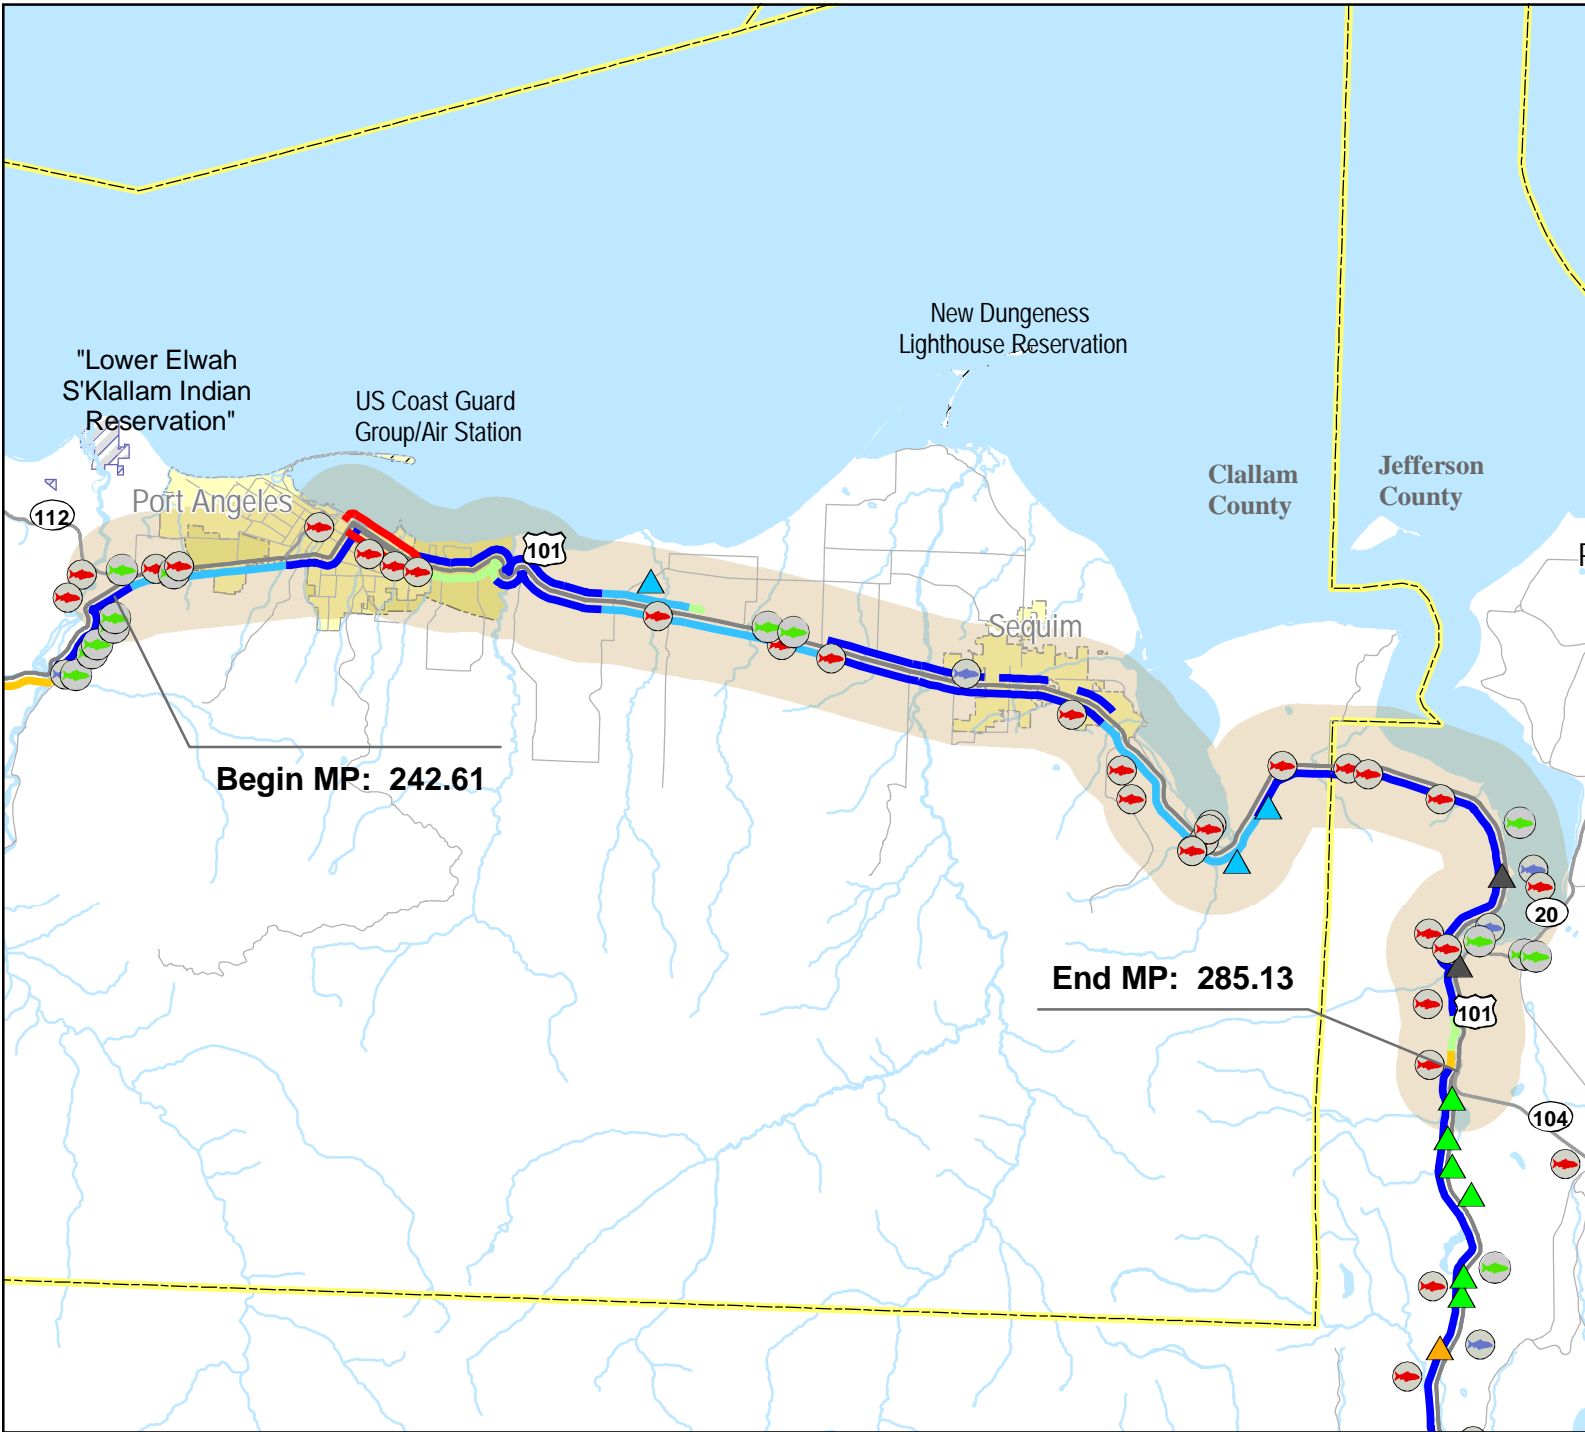 New Dungeness
Lighthouse Reservation
"Lower Elwah
S'Klallam Indian
Reservation"
US Coast Guard
Group/Air Station
Clallam
County
Jefferson
County
Port Angeles
112
101
Sequim
Begin MP: 242.61
20
End MP: 285.13
101
104